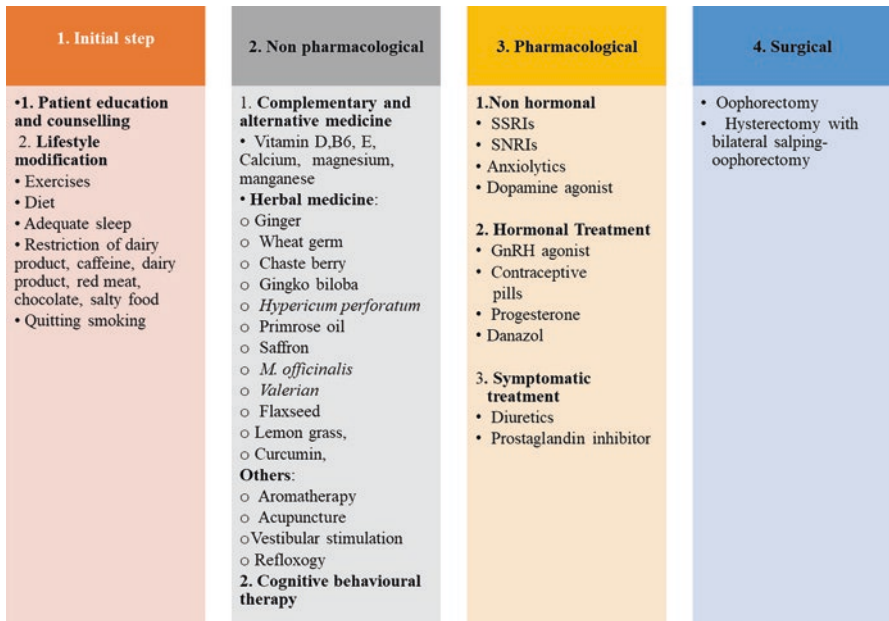 1. Initial step
•1. Patient education
and counselling
2. Lifestyle
modification
• Exercises
• Diet
• Adequate sleep
• Restriction of dairy
product, caffeine, dairy
product, red meat,
chocolate, salty food
• Quitting smoking
2. Non pharmacological
1. Complementary and
alternative medicine
• Vitamin D,B6, E,
Calcium, magnesium,
manganese
• Herbal medicine:
o Ginger
o Wheat germ
o Chaste berry
o Gingko biloba
o Hypericum perforatum
o Primrose oil
o Saffron
o M. officinalis
o Valerian
o Flaxseed
o Lemon grass,
o Curcumin,
Others:
o Aromatherapy
o Acupuncture
oVestibular stimulation
o Refloxogy
2. Cognitive behavioural
therapy
3. Pharmacological
1.Non hormonal
• SSRIs
• SNRIs
• Anxiolytics
• Dopamine agonist
2. Hormonal Treatment
• GnRH agonist
• Contraceptive
pills
• Progesterone
• Danazol
3. Symptomatic
treatment
• Diuretics
• Prostaglandin inhibitor
4. Surgical
• Oophorectomy
• Hysterectomy with
bilateral salping-
oophorectomy